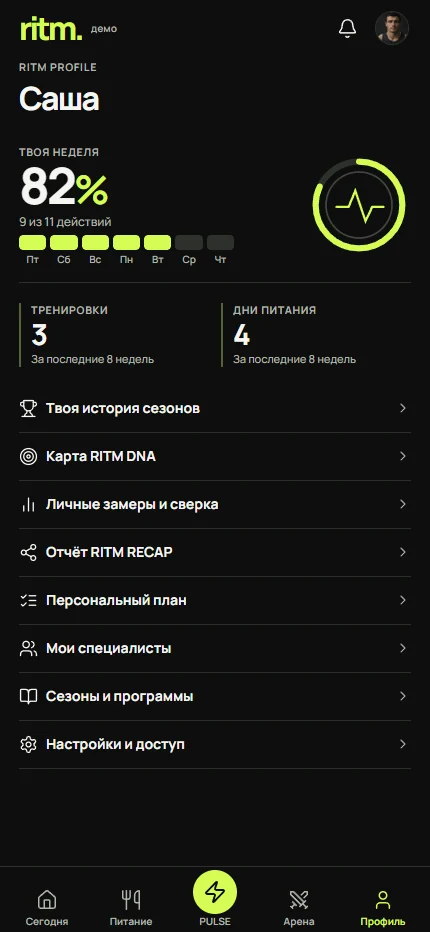 ritm. демо
RITM PROFILE
Саша
ТВОЯ НЕДЕЛЯ
82%
9 из 11 действий
Пт Сб Вс Пн Вт Ср Чт
ТРЕНИРОВКИ
3
За последние 8 недель
ДНИ ПИТАНИЯ
4
За последние 8 недель
Твоя история сезонов
Карта RITM DNA
Личные замеры и сверка
Отчёт RITM RECAP
Персональный план
Мои специалисты
Сезоны и программы
Настройки и доступ
Сегодня Питание PULSE Арена Профиль